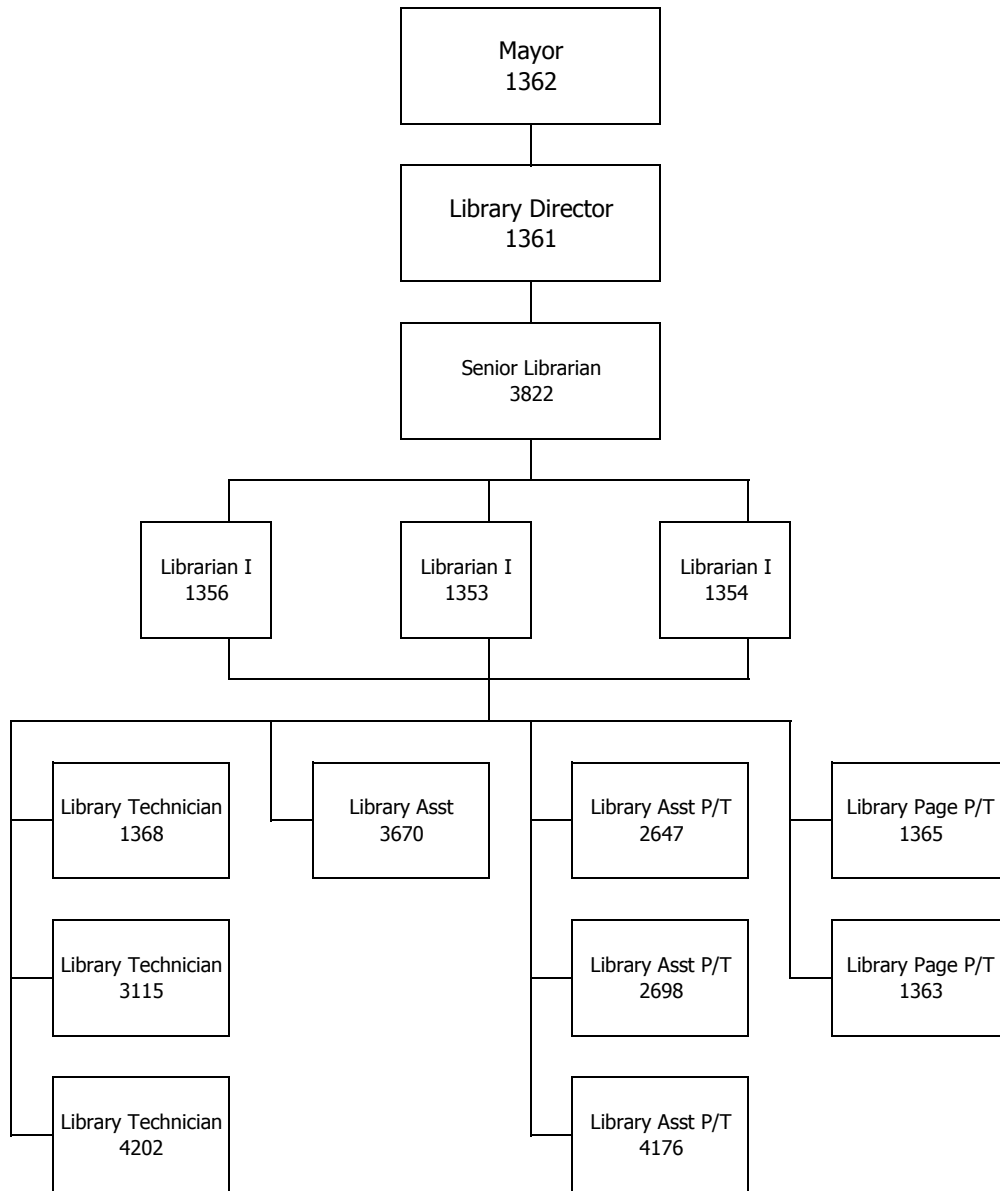 Mayor
1362
Library Director
1361
Senior Librarian
3822
Librarian I
1356
Librarian I
1353
Librarian I
1354
Library Technician
1368
Library Asst
3670
Library Asst P/T
2647
Library Page P/T
1365
Library Technician
3115
Library Asst P/T
2698
Library Page P/T
1363
Library Technician
4202
Library Asst P/T
4176